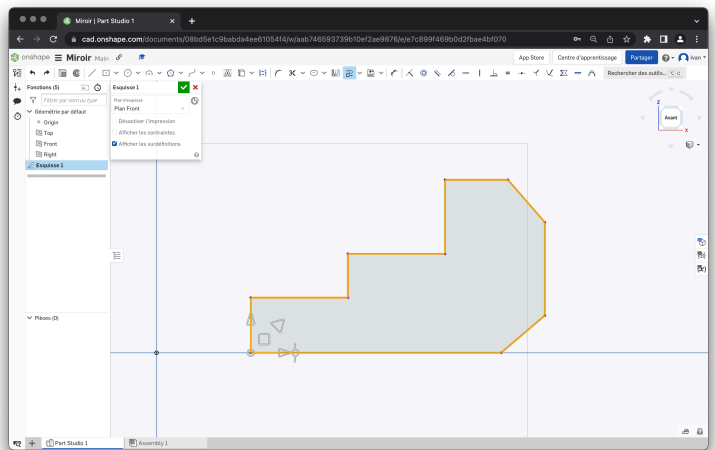 Miroir | Part Studio 1
cad.onshape.com/documents/08bd5e1c9babda4ee61054f4/w/aab746593739b10ef2ae9876/e/e7c899f469b0d2fbae4bf070
onshape Miroir Main
App Store Centre d'apprentissage Partager Ivan
Rechercher des outils... ⌥ c
Fonctions (5)
Filtrer par nom ou type
Géométrie par défaut
Origin
Top
Front
Right
Esquisse 1
Esquisse 1
Plan d'esquisse
Plan Front
Désactiver l'impression
Afficher les contraintes
Afficher les surdéfinitions
Z
Avant
X
Pièces (0)
Part Studio 1 Assembly 1